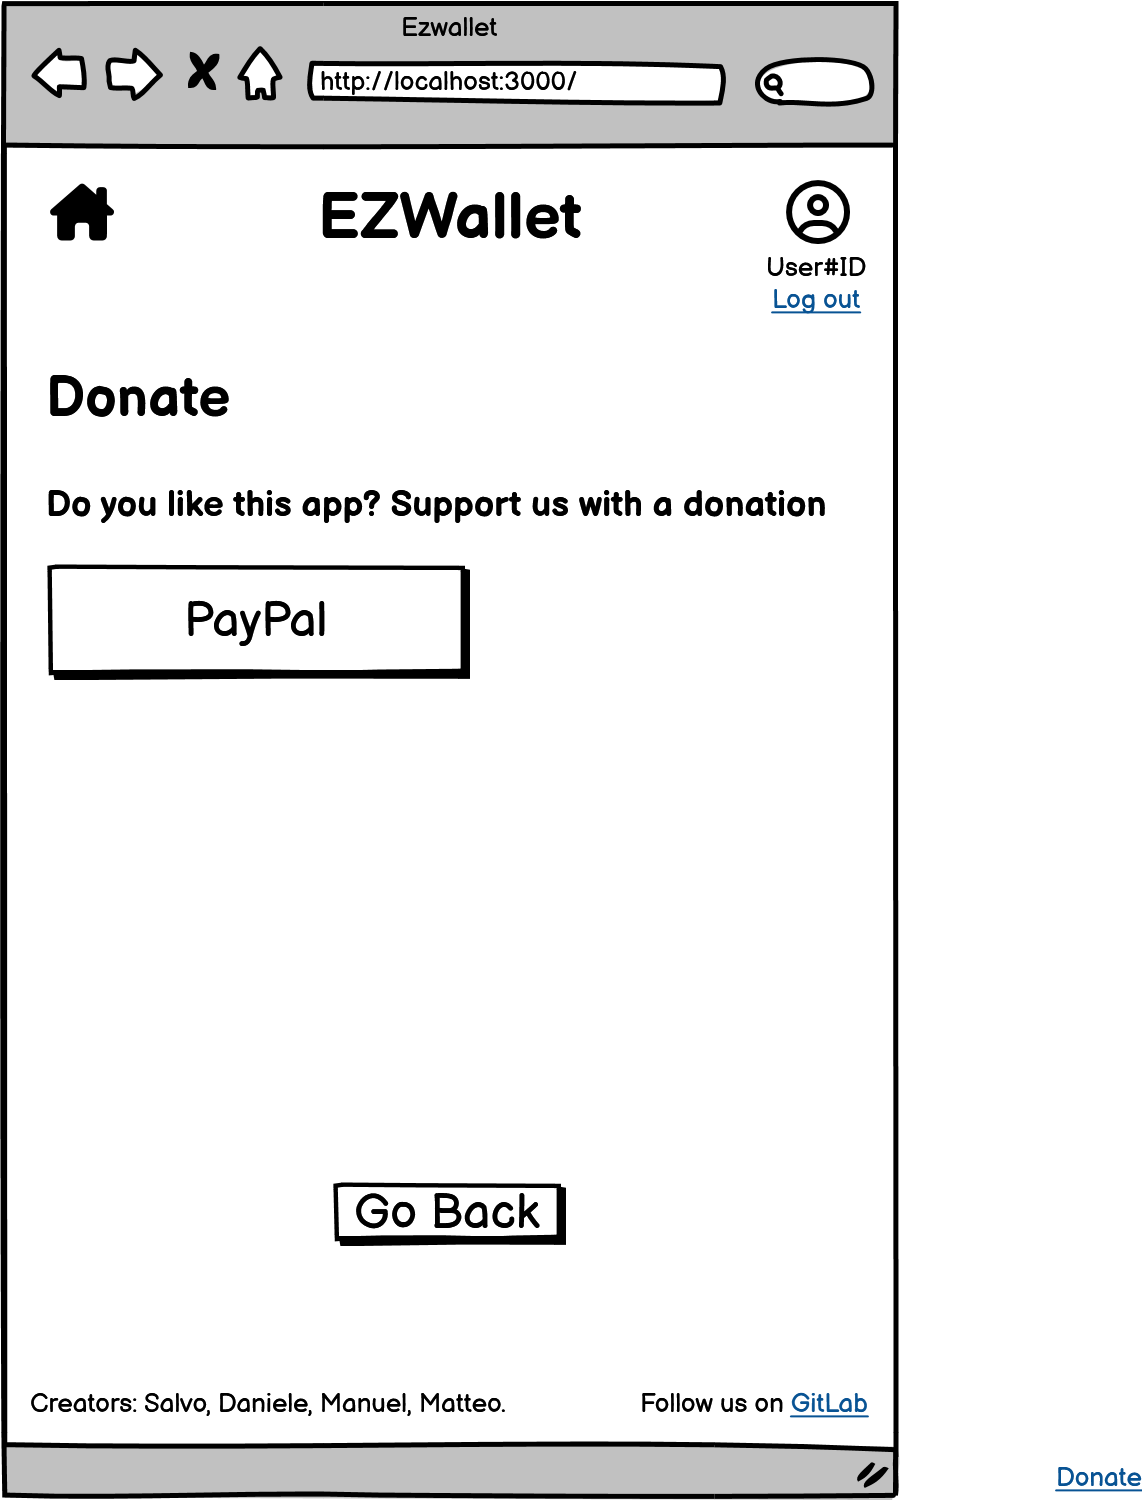 Ezwallet
http://localhost:3000/
EZWallet
User#ID
Log out
Donate
Do you like this app? Support us with a donation
PayPal
Go Back
Creators: Salvo, Daniele, Manuel, Matteo.
Follow us on GitLab
Donate